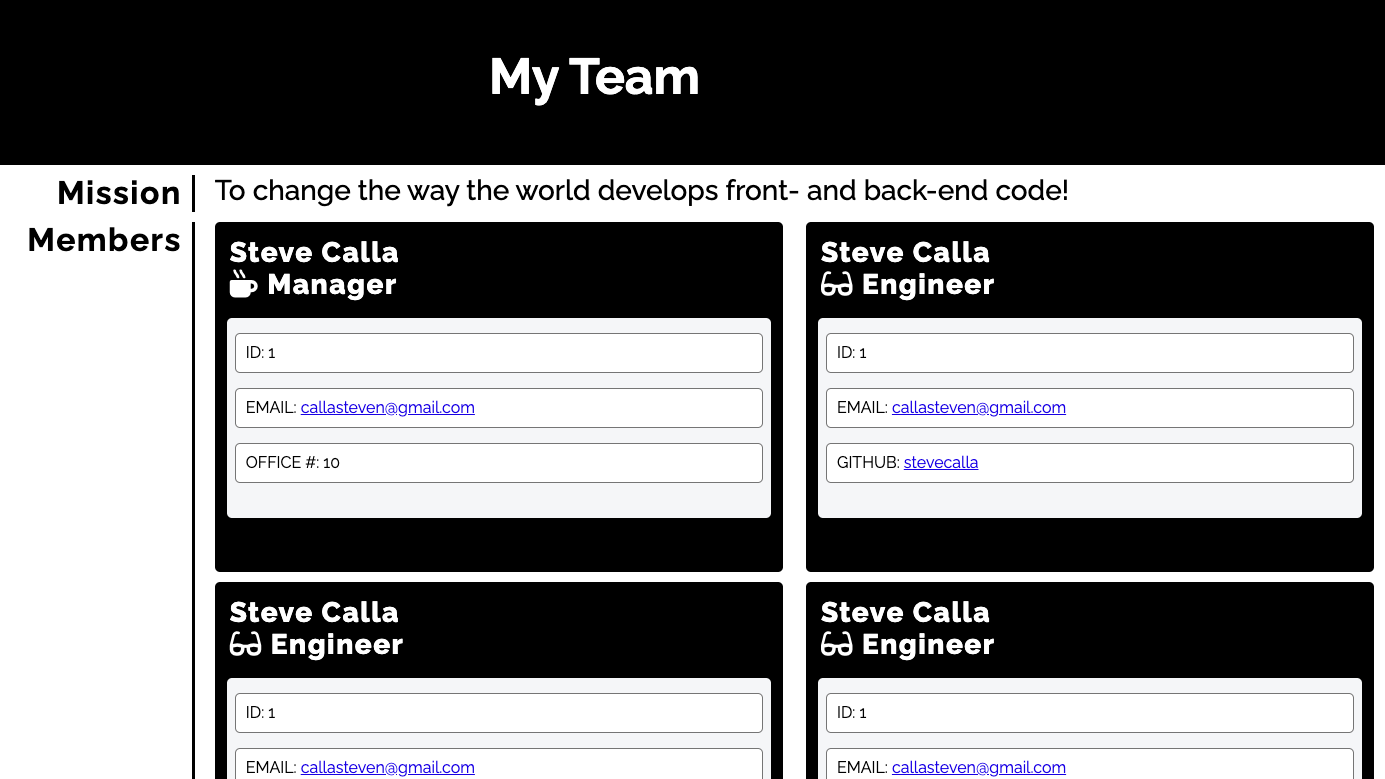 My Team
Mission
To change the way the world develops front- and back-end code!
Members
Steve Calla
Manager
ID: 1
EMAIL: callasteven@gmail.com
OFFICE #: 10
Steve Calla
Engineer
ID: 1
EMAIL: callasteven@gmail.com
GITHUB: stevecalla
Steve Calla
Engineer
ID: 1
EMAIL: callasteven@gmail.com
Steve Calla
Engineer
ID: 1
EMAIL: callasteven@gmail.com